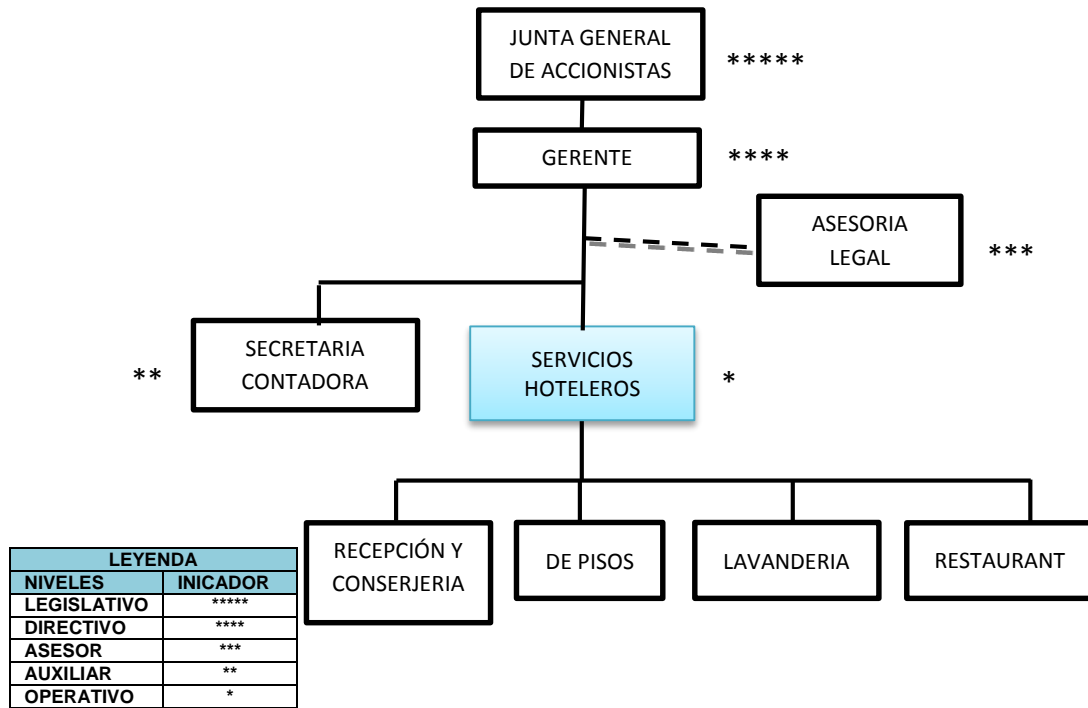 JUNTA GENERAL
DE ACCIONISTAS
*****
GERENTE
****
ASESORIA
LEGAL
***
SECRETARIA
CONTADORA
**
SERVICIOS
HOTELEROS
*
RECEPCIÓN Y
CONSERJERIA
DE PISOS
LAVANDERIA
RESTAURANT
LEYENDA
NIVELES INICADOR
LEGISLATIVO *****
DIRECTIVO ****
ASESOR ***
AUXILIAR **
OPERATIVO *